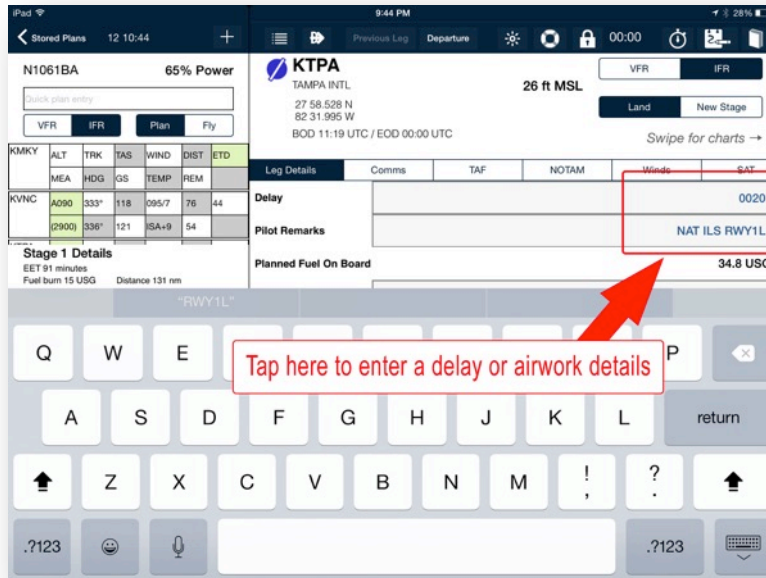 iPad 9:44 PM 28%
Stored Plans 12 10:44 + Previous Leg Departure 00:00
N1061BA 65% Power
Quick plan entry
VFR IFR Plan Fly
KMKY ALT TRK TAS WIND DIST ETD
MEA HDG GS TEMP REM
KVNC A090 333° 118 095/7 76 44
(2900) 336° 121 ISA+9 54
Stage 1 Details
EET 91 minutes
Fuel burn 15 USG Distance 131 nm
KTPA
TAMPA INTL
26 ft MSL
27 58.528 N
82 31.995 W
BOD 11:19 UTC / EOD 00:00 UTC
VFR IFR
Land New Stage
Swipe for charts →
Leg Details Comms TAF NOTAM Winds SAT
Delay 0020
Pilot Remarks NAT ILS RWY1L
Planned Fuel On Board 34.8 USG
"RWY1L"
Tap here to enter a delay or airwork details
Q W E P
A S D F G H J K L return
Z X C V B N M ! , ? .
.?123 .?123